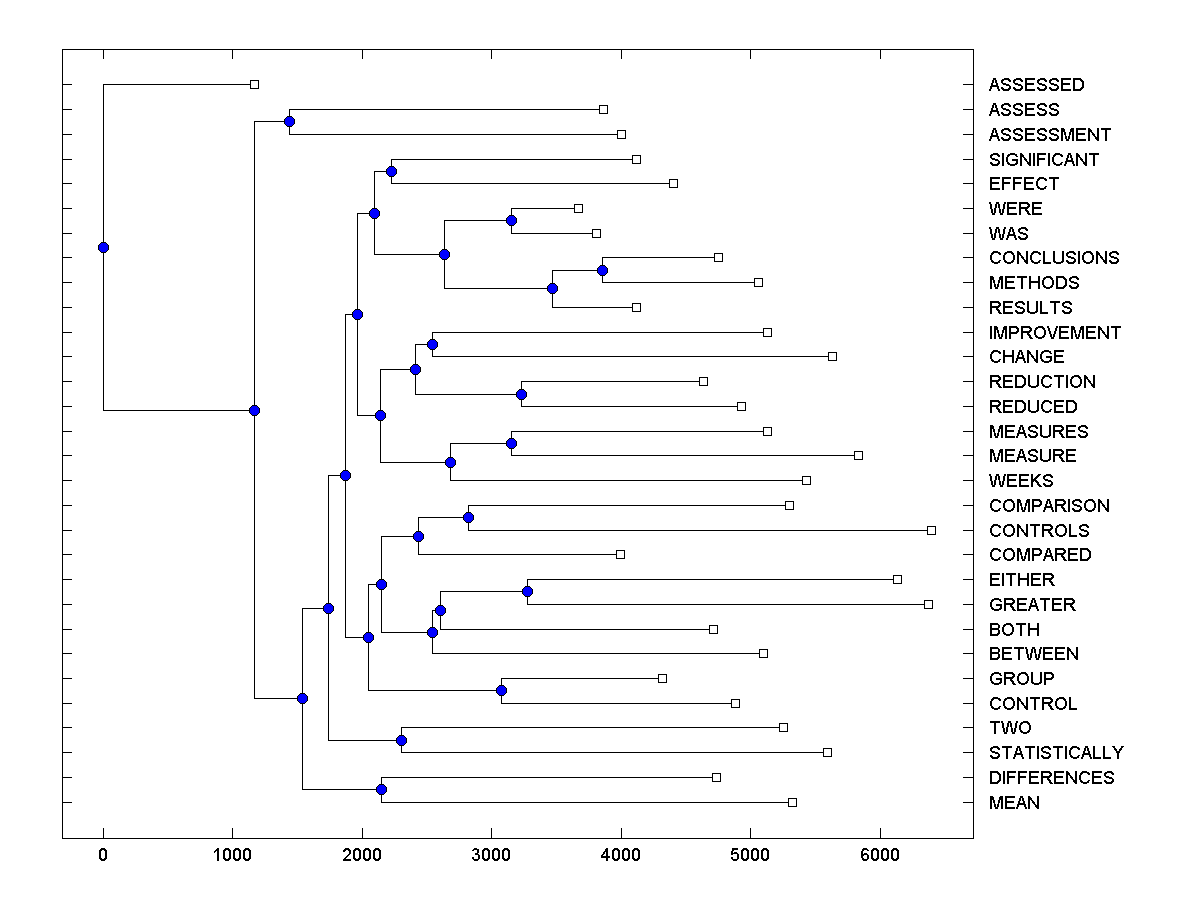 ASSESSED
ASSESS
ASSESSMENT
SIGNIFICANT
EFFECT
WERE
WAS
CONCLUSIONS
METHODS
RESULTS
IMPROVEMENT
CHANGE
REDUCTION
REDUCED
MEASURES
MEASURE
WEEKS
COMPARISON
CONTROLS
COMPARED
EITHER
GREATER
BOTH
BETWEEN
GROUP
CONTROL
TWO
STATISTICALLY
DIFFERENCES
MEAN
0 1000 2000 3000 4000 5000 6000